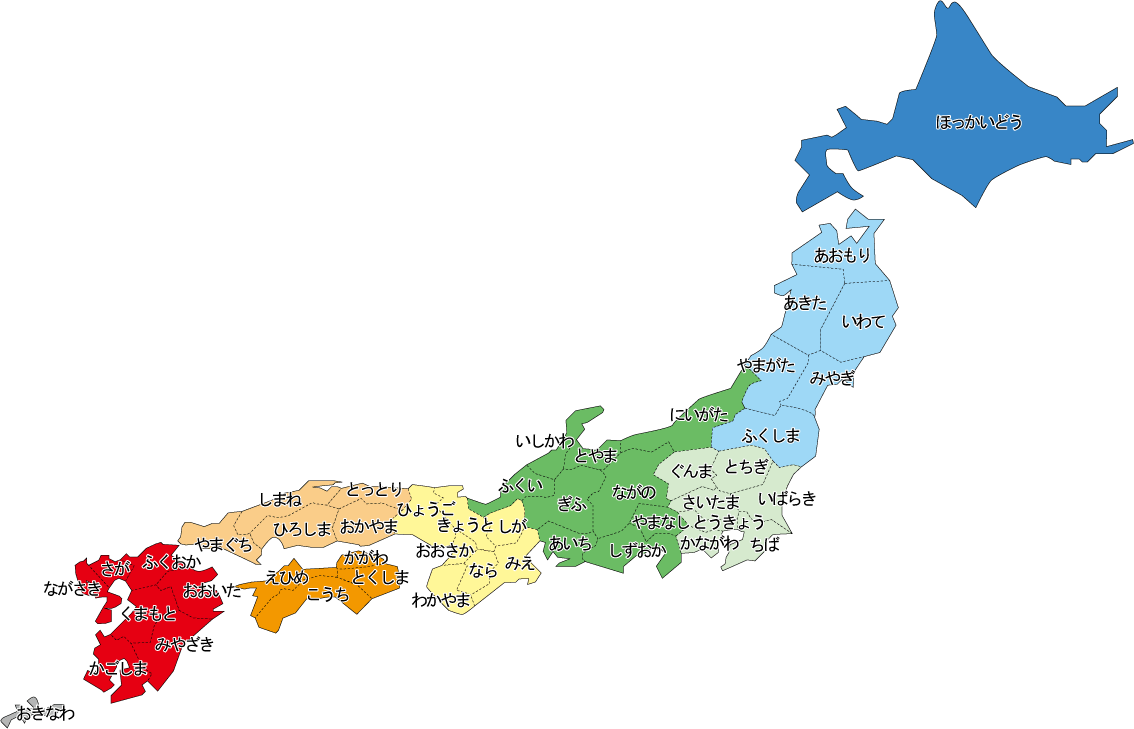 ほっかいどう
あおもり
あきた
いわて
やまがた
みやぎ
にいがた
ふくしま
いしかわ
とやま
ぐんま
とちぎ
ふくい
ながの
ぎふ
さいたま
いばらき
しまね
とっとり
ひょうご
やまなし
とうきょう
ひろしま
おかやま
きょうと
しが
やまぐち
あいち
しずおか
かながわ
ちば
おおさか
かがわ
ふくおか
さが
なら
みえ
えひめ
とくしま
ながさき
おおいた
こうち
わかやま
くまもと
みやざき
かごしま
おきなわ